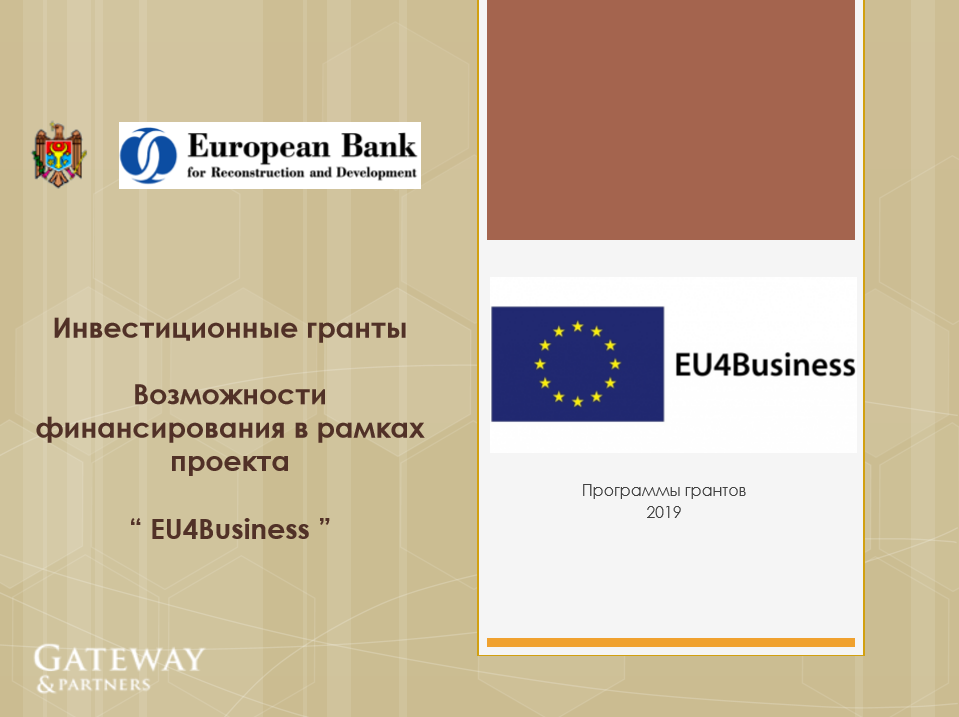 European Bank
for Reconstruction and Development
Инвестиционные гранты
Возможности
финансирования в рамках
проекта
“ EU4Business ”
GATEWAY
& PARTNERS
EU4Business
Программы грантов
2019